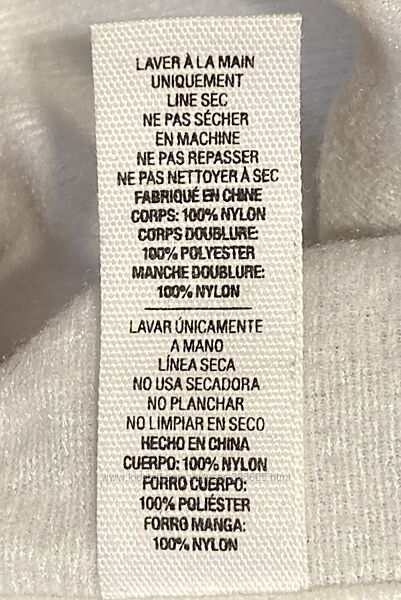 LAVER À LA MAIN
UNIQUEMENT
LINE SEC
NE PAS SÉCHER
EN MACHINE
NE PAS REPASSER
NE PAS NETTOYER À SEC
FABRIQUÉ EN CHINE
CORPS: 100% NYLON
CORPS DOUBLURE:
100% POLYESTER
MANCHE DOUBLURE:
100% NYLON
LAVAR ÚNICAMENTE
A MANO
LÍNEA SECA
NO USA SECADORA
NO PLANCHAR
NO LIMPIAR EN SECO
HECHO EN CHINA
CUERPO: 100% NYLON
FORRO CUERPO:
100% POLIÉSTER
FORRO MANGA:
100% NYLON